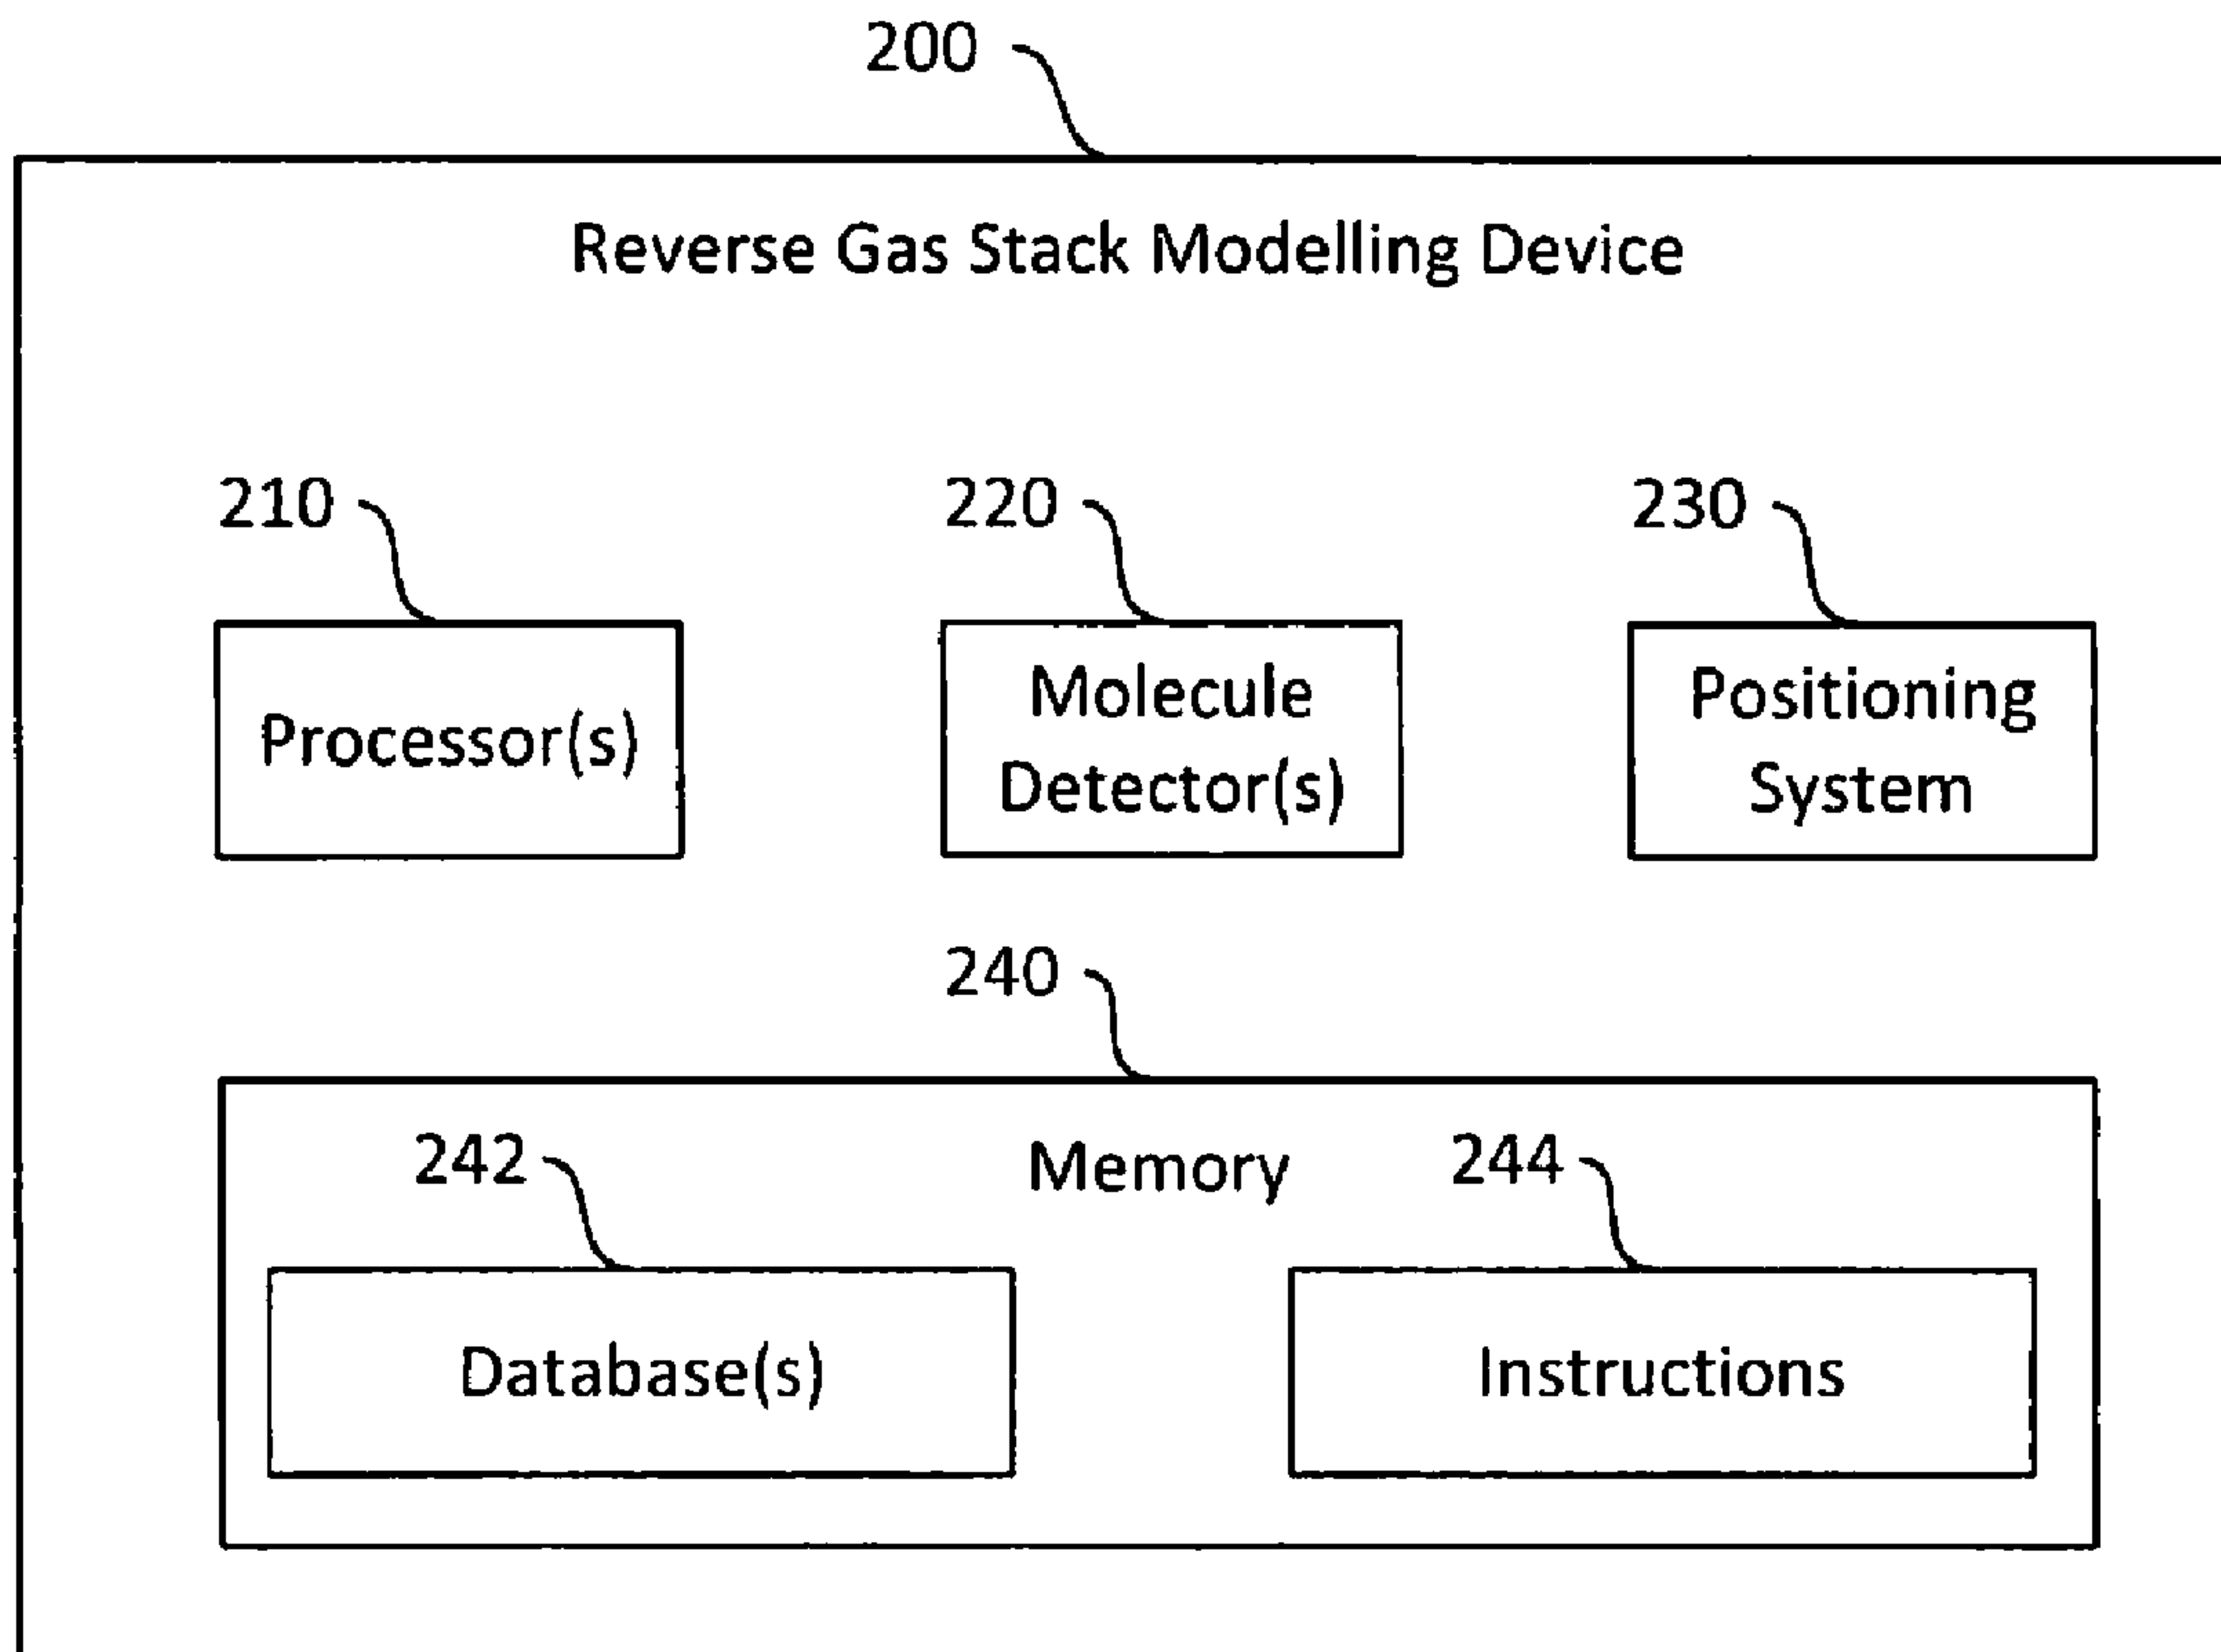 200
Reverse Gas Stack Modelling Device
210
220
230
Processor(s)
Molecule
Detector(s)
Positioning
System
240
Memory
242
244
Database(s)
Instructions